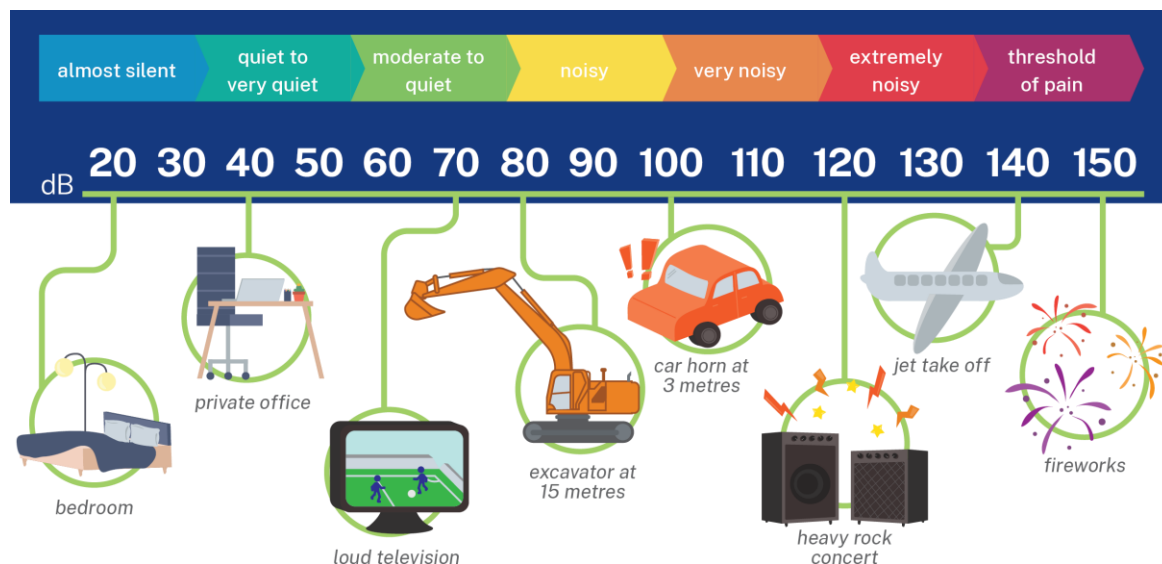 almost silent
quiet to
very quiet
moderate to
quiet
noisy
very noisy
extremely
noisy
threshold
of pain
dB
20 30 40 50 60 70 80 90 100 110 120 130 140 150
bedroom
private office
loud television
excavator at
15 metres
car horn at
3 metres
heavy rock
concert
jet take off
fireworks